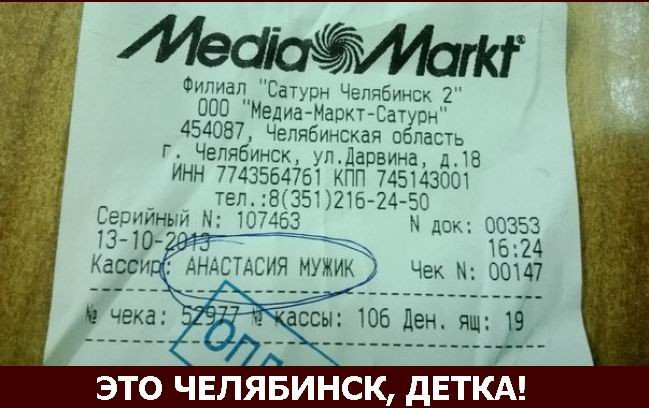 Media Markt
Филиал "Сатурн Челябинск 2"
ООО "Медиа-Маркт-Сатурн"
454087, Челябинская область
г. Челябинск, ул.Дарвина, д.18
ИНН 7743564761 КПП 745143001
тел.:8(351)216-24-50
Серийный N: 107463 N док: 00353
13-10-2013 16:24
Кассир: АНАСТАСИЯ МУЖИК Чек N: 00147
№ чека: 52977 № кассы: 106 Ден. ящ: 19
ОПЛ
ЭТО ЧЕЛЯБИНСК, ДЕТКА!